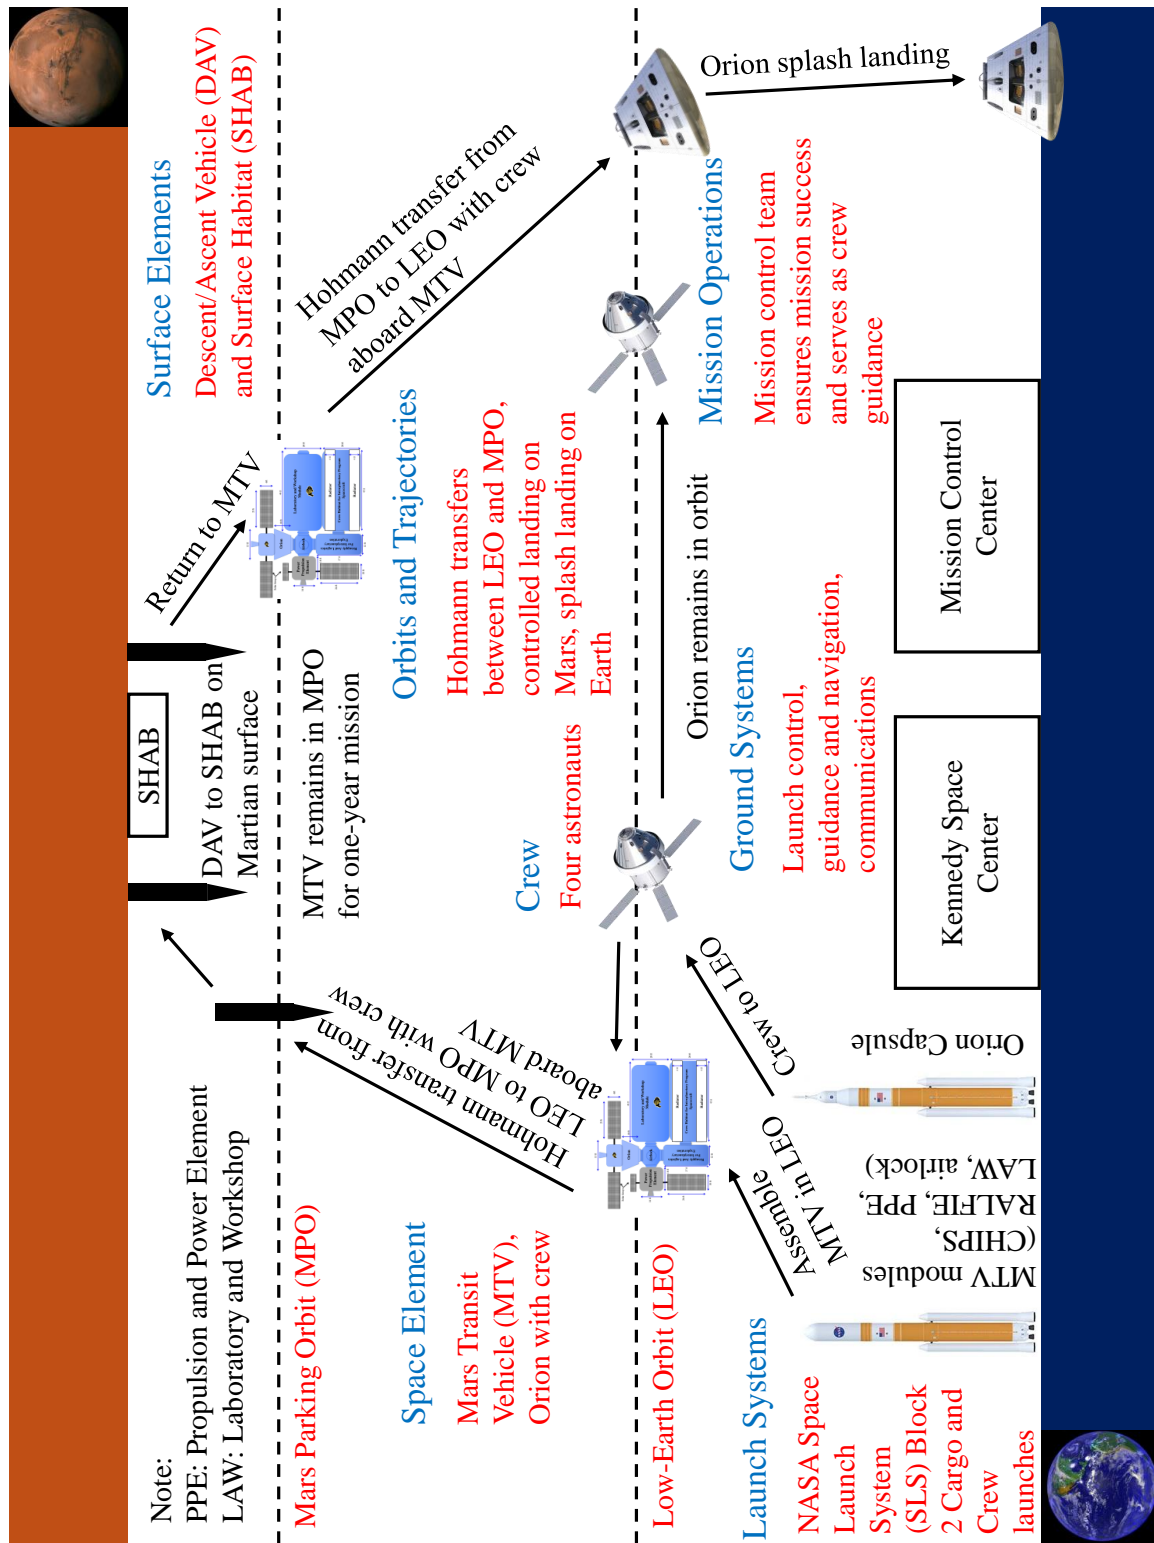 Note:
PPE: Propulsion and Power Element
LAW: Laboratory and Workshop
SHAB
DAV to SHAB on
Martian surface
Return to MTV
Surface Elements
Descent/Ascent Vehicle (DAV)
and Surface Habitat (SHAB)
Mars Parking Orbit (MPO)
MTV remains in MPO
for one-year mission
Hohmann transfer from
LEO to MPO with crew
aboard MTV
Hohmann transfer from
MPO to LEO with crew
aboard MTV
Space Element
Mars Transit
Vehicle (MTV),
Orion with crew
Crew
Four astronauts
Orbits and Trajectories
Hohmann transfers
between LEO and MPO,
controlled landing on
Mars, splash landing on
Earth
Low-Earth Orbit (LEO)
Launch Systems
NASA Space
Launch
System
(SLS) Block
2 Cargo and
Crew
launches
Assemble
MTV in LEO
MTV modules
(CHIPS,
RALFIE, PPE,
LAW, airlock)
Crew to LEO
Orion Capsule
Orion remains in orbit
Ground Systems
Launch control,
guidance and navigation,
communications
Kennedy Space
Center
Mission Operations
Mission control team
ensures mission success
and serves as crew
guidance
Mission Control
Center
Orion splash landing